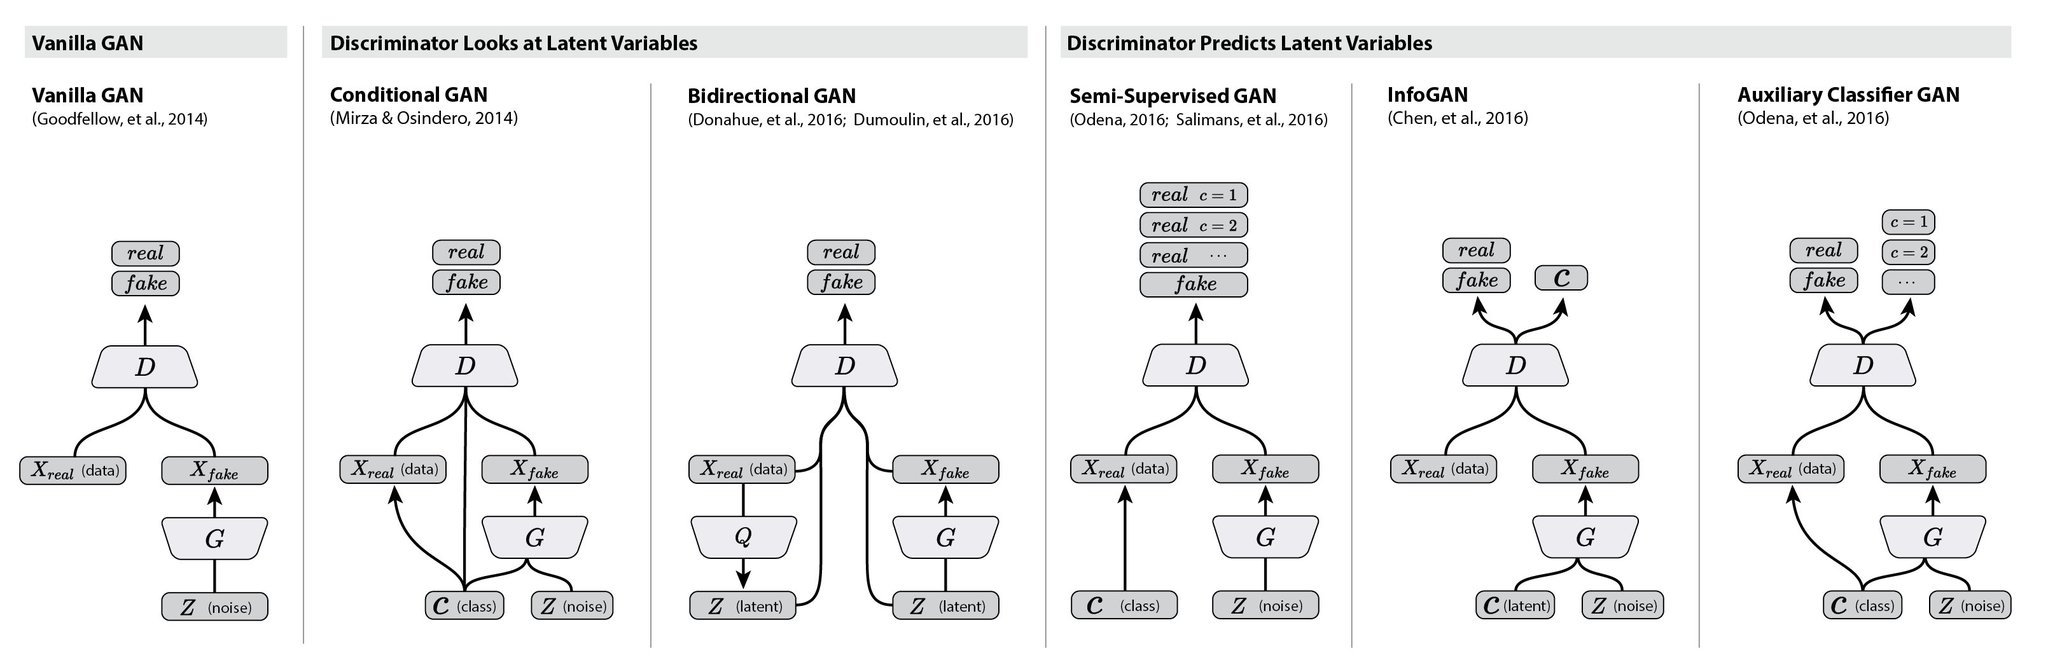 Vanilla GAN
Discriminator Looks at Latent Variables
Discriminator Predicts Latent Variables
Vanilla GAN
(Goodfellow, et al., 2014)
real
fake
D
X_real (data)
X_fake
G
Z (noise)
Conditional GAN
(Mirza & Osindero, 2014)
real
fake
D
X_real (data)
X_fake
G
C (class)
Z (noise)
Bidirectional GAN
(Donahue, et al., 2016; Dumoulin, et al., 2016)
real
fake
D
X_real (data)
X_fake
Q
G
Z (latent)
Z (latent)
Semi-Supervised GAN
(Odena, 2016; Salimans, et al., 2016)
real c = 1
real c = 2
real ...
fake
D
X_real (data)
X_fake
G
C (class)
Z (noise)
InfoGAN
(Chen, et al., 2016)
real
fake
C
D
X_real (data)
X_fake
G
C (latent)
Z (noise)
Auxiliary Classifier GAN
(Odena, et al., 2016)
real
fake
c = 1
c = 2
...
D
X_real (data)
X_fake
G
C (class)
Z (noise)